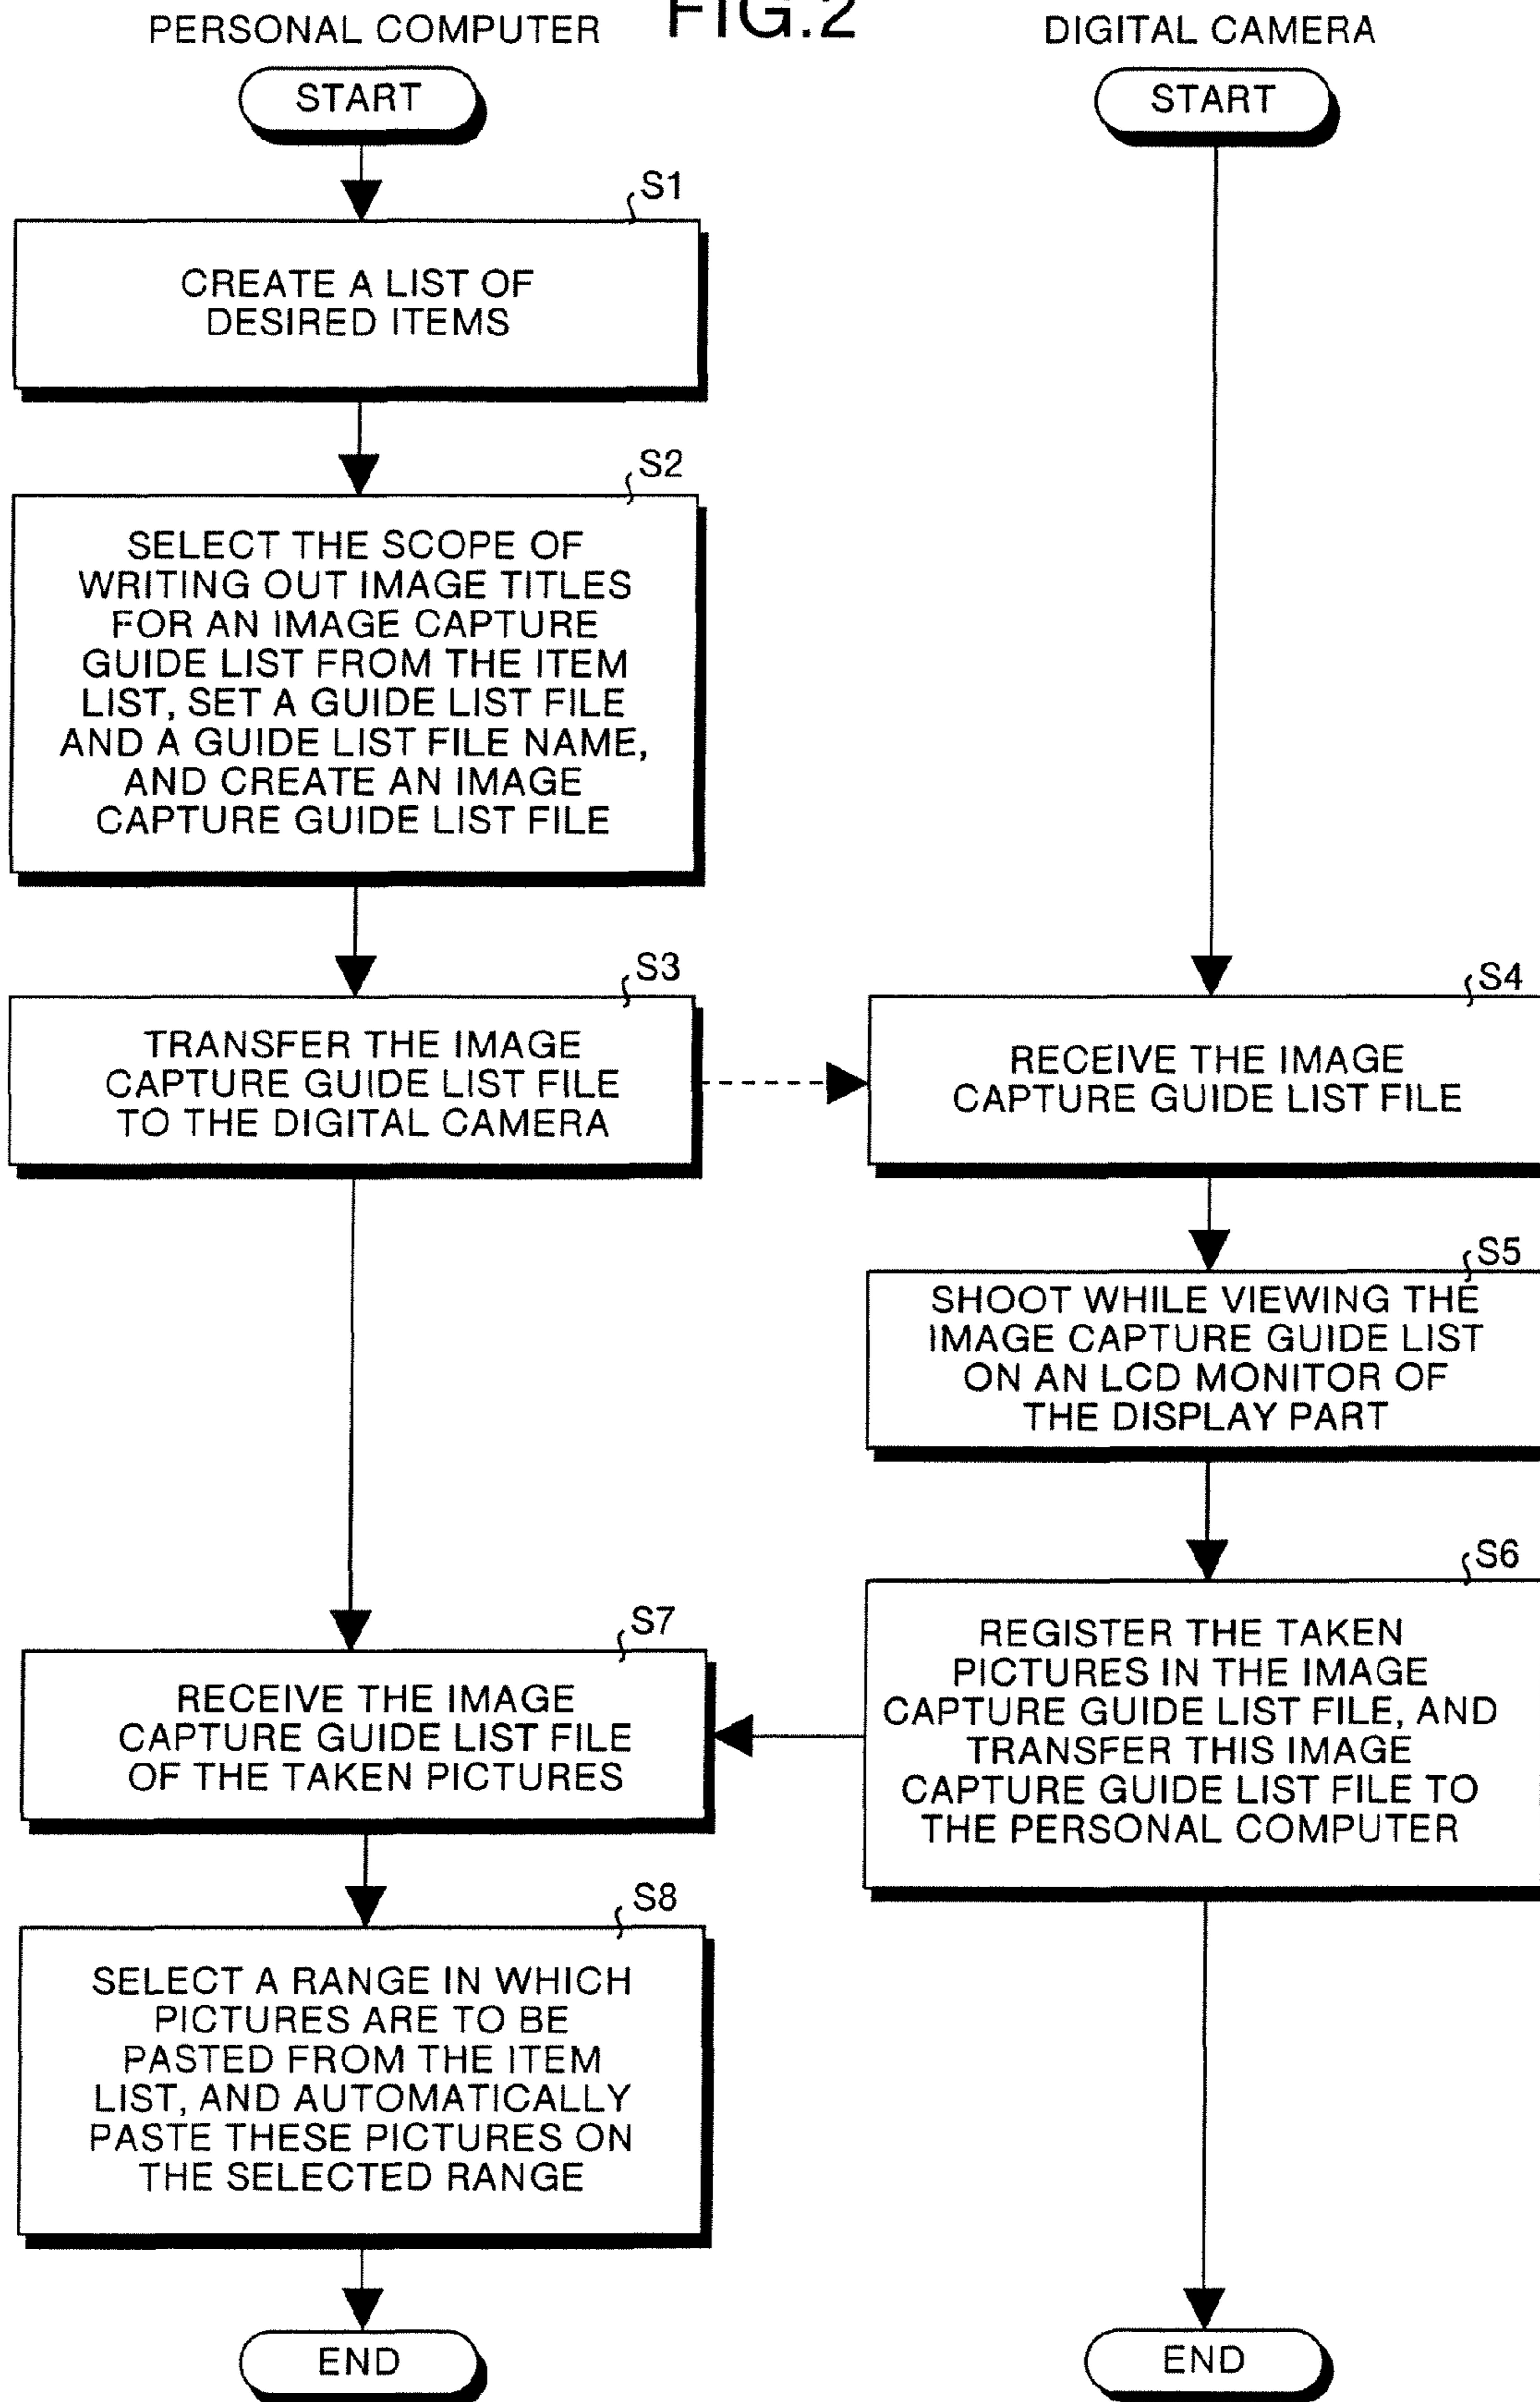 FIG.2
PERSONAL COMPUTER
START
S1
CREATE A LIST OF
DESIRED ITEMS
S2
SELECT THE SCOPE OF
WRITING OUT IMAGE TITLES
FOR AN IMAGE CAPTURE
GUIDE LIST FROM THE ITEM
LIST, SET A GUIDE LIST FILE
AND A GUIDE LIST FILE NAME,
AND CREATE AN IMAGE
CAPTURE GUIDE LIST FILE
S3
TRANSFER THE IMAGE
CAPTURE GUIDE LIST FILE
TO THE DIGITAL CAMERA
DIGITAL CAMERA
START
S4
RECEIVE THE IMAGE
CAPTURE GUIDE LIST FILE
S5
SHOOT WHILE VIEWING THE
IMAGE CAPTURE GUIDE LIST
ON AN LCD MONITOR OF
THE DISPLAY PART
S6
REGISTER THE TAKEN
PICTURES IN THE IMAGE
CAPTURE GUIDE LIST FILE, AND
TRANSFER THIS IMAGE
CAPTURE GUIDE LIST FILE TO
THE PERSONAL COMPUTER
END
S7
RECEIVE THE IMAGE
CAPTURE GUIDE LIST FILE
OF THE TAKEN PICTURES
S8
SELECT A RANGE IN WHICH
PICTURES ARE TO BE
PASTED FROM THE ITEM
LIST, AND AUTOMATICALLY
PASTE THESE PICTURES ON
THE SELECTED RANGE
END